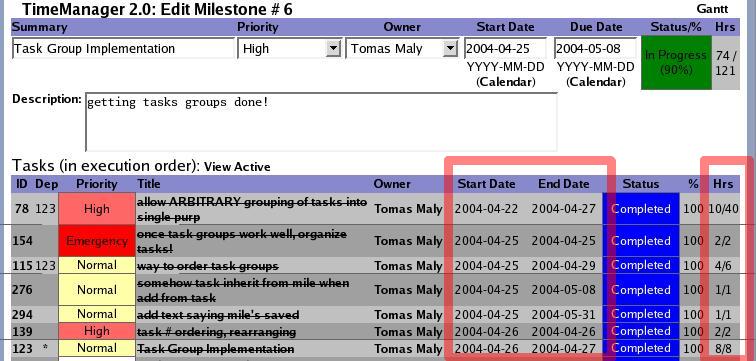 TimeManager 2.0: Edit Milestone # 6 Gantt
Summary Priority Owner Start Date Due Date Status/% Hrs
Task Group Implementation High Tomas Maly 2004-04-25 2004-05-08 In Progress 74 /
YYYY-MM-DD YYYY-MM-DD (90%) 121
(Calendar) (Calendar)
Description: getting tasks groups done!
Tasks (in execution order): View Active
ID Dep Priority Title Owner Start Date End Date Status % Hrs
78 123 High allow ARBITRARY grouping of tasks into Tomas Maly 2004-04-22 2004-04-27 Completed 100 10/40
single purp
154 Emergency once task groups work well, organize Tomas Maly 2004-04-25 2004-04-25 Completed 100 2/2
tasks!
115 123 Normal way to order task groups Tomas Maly 2004-04-25 2004-04-29 Completed 100 4/6
276 Normal somehow task inherit from mile when Tomas Maly 2004-04-25 2004-05-08 Completed 100 1/1
add from task
294 Normal add text saying mile's saved Tomas Maly 2004-04-25 2004-05-31 Completed 100 1/1
139 High task # ordering, rearranging Tomas Maly 2004-04-26 2004-04-26 Completed 100 2/2
123 * Normal Task Group Implementation Tomas Maly 2004-04-26 2004-04-27 Completed 100 8/8